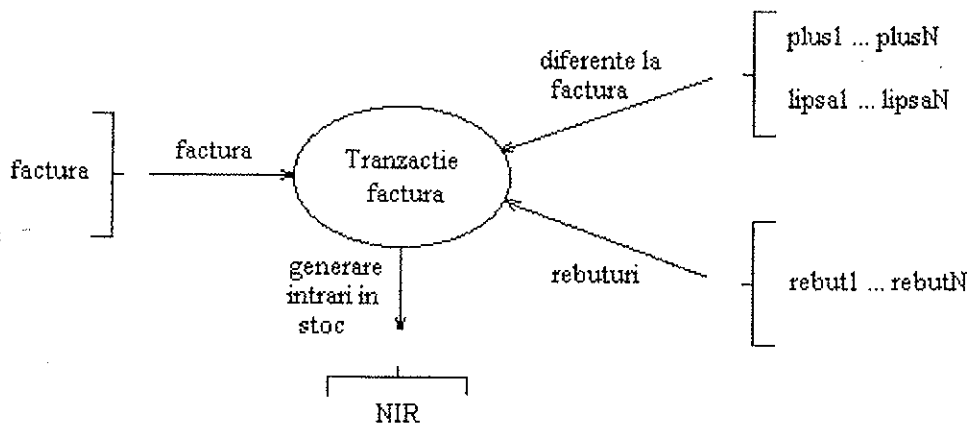 plus1 ... plusN
diferente la
factura
lipsa1 ... lipsaN
factura
factura
Tranzactie
factura
generare
intrari in
stoc
rebuturi
rebut1 ... rebutN
NIR